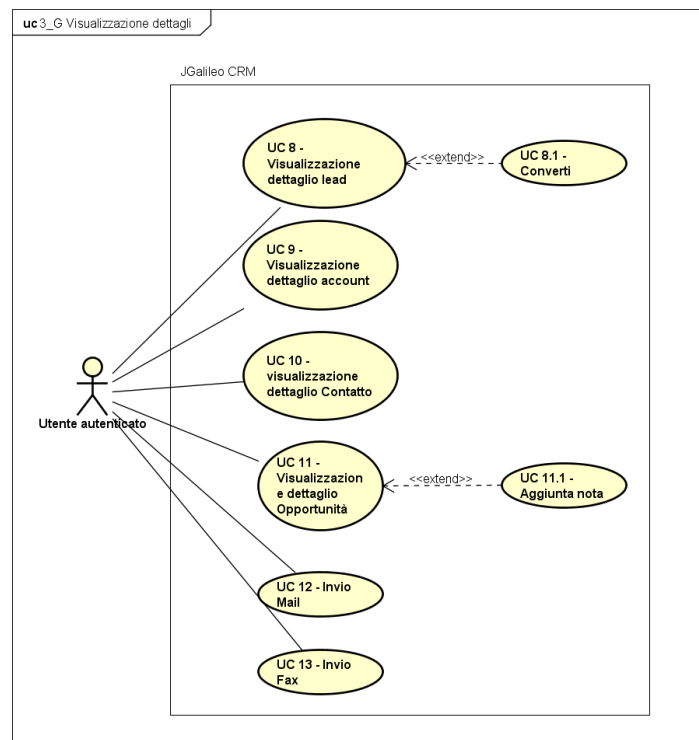 uc 3_G Visualizzazione dettagli
JGalileo CRM
UC 8 -
Visualizzazione
dettaglio lead
<<extend>>
UC 8.1 -
Converti
UC 9 -
Visualizzazione
dettaglio account
UC 10 -
visualizzazione
dettaglio Contatto
Utente autenticato
UC 11 -
Visualizzazion
e dettaglio
Opportunità
<<extend>>
UC 11.1 -
Aggiunta nota
UC 12 - Invio
Mail
UC 13 - Invio
Fax